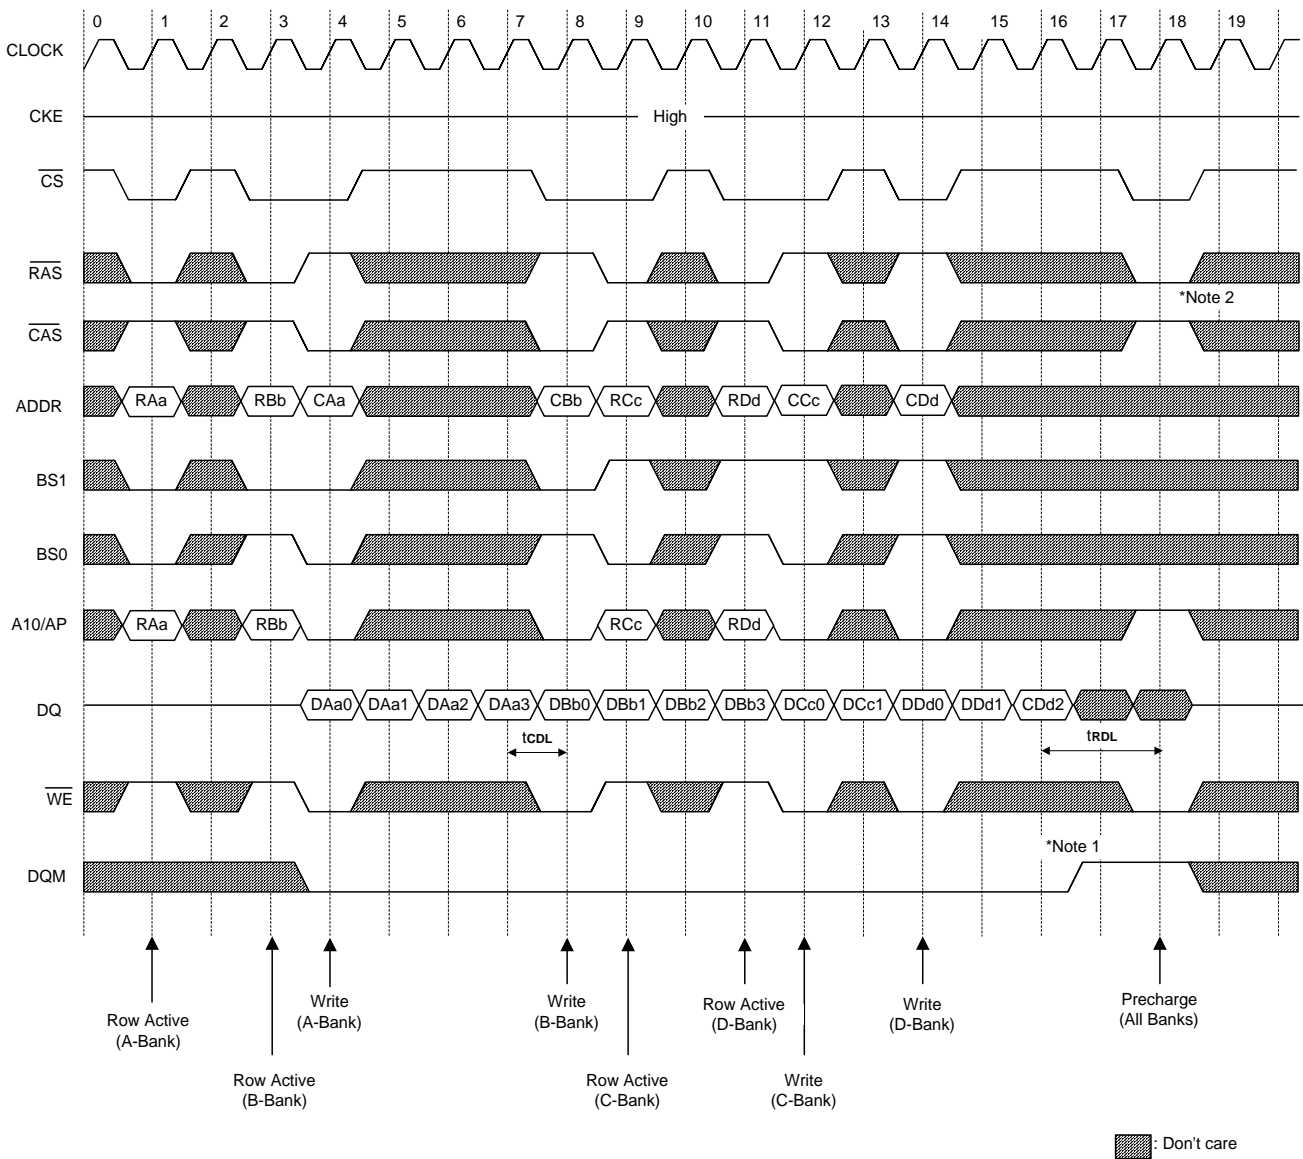 0 1 2 3 4 5 6 7 8 9 10 11 12 13 14 15 16 17 18 19
CLOCK
CKE High
CS
RAS
*Note 2
CAS
ADDR RAa RBb CAa CBb RCc RDd CCc CDd
BS1
BS0
A10/AP RAa RBb RCc RDd
DQ DAa0 DAa1 DAa2 DAa3 DBb0 DBb1 DBb2 DBb3 DCc0 DCc1 DDd0 DDd1 CDd2
tCDL tRDL
WE
*Note 1
DQM
Row Active
(A-Bank)
Row Active
(B-Bank)
Write
(A-Bank)
Write
(B-Bank)
Row Active
(C-Bank)
Row Active
(D-Bank)
Write
(C-Bank)
Write
(D-Bank)
Precharge
(All Banks)
: Don't care